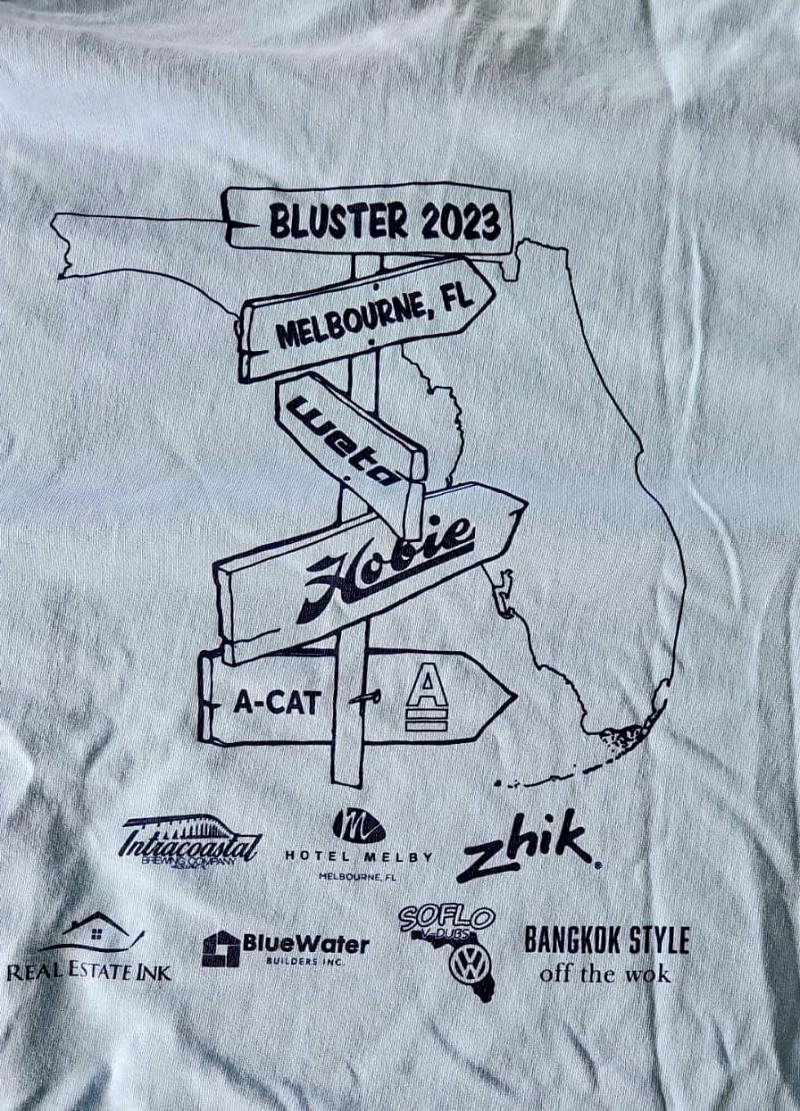 BLUSTER 2023
MELBOURNE, FL
weta
Hobie
A-CAT
A
Intracoastal
BREWING COMPANY
M
HOTEL MELBY
MELBOURNE, FL
zhik.
REAL ESTATE INK
BlueWater
BUILDERS INC.
SOFLO
V-DUBS
VW
BANGKOK STYLE
off the wok